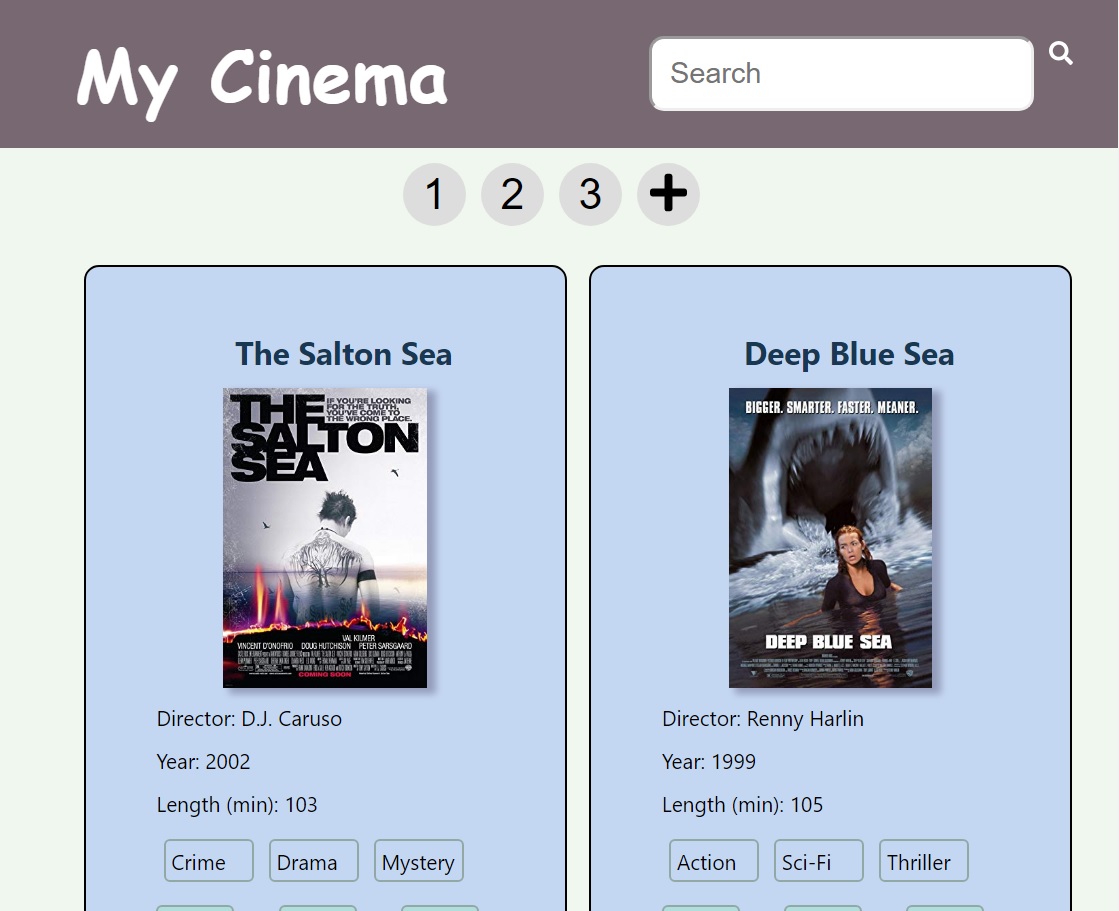 My Cinema
Search
1 2 3
The Salton Sea
THE SALTON SEA
IF YOU'RE LOOKING
FOR THE TRUTH,
YOU'VE COME TO
THE WRONG PLACE.
VAL KILMER
VINCENT D'ONOFRIO DOUG HUTCHISON PETER SARSGAARD
COMING SOON
Director: D.J. Caruso
Year: 2002
Length (min): 103
Crime Drama Mystery
Deep Blue Sea
BIGGER. SMARTER. FASTER. MEANER.
DEEP BLUE SEA
Director: Renny Harlin
Year: 1999
Length (min): 105
Action Sci-Fi Thriller